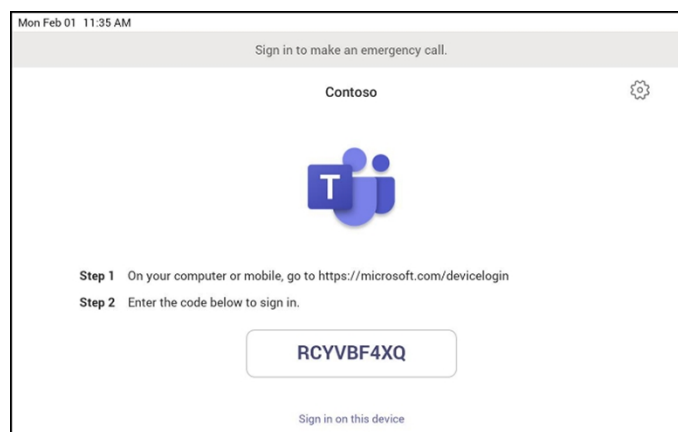 Mon Feb 01 11:35 AM
Sign in to make an emergency call.
Contoso
T
Step 1 On your computer or mobile, go to https://microsoft.com/devicelogin
Step 2 Enter the code below to sign in.
RCYVBF4XQ
Sign in on this device